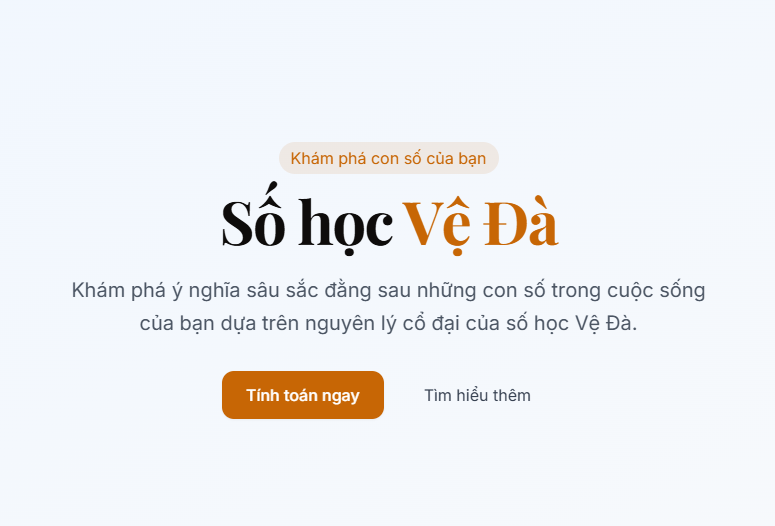 Khám phá con số của bạn
Số học Vệ Đà
Khám phá ý nghĩa sâu sắc đằng sau những con số trong cuộc sống
của bạn dựa trên nguyên lý cổ đại của số học Vệ Đà.
Tính toán ngay
Tìm hiểu thêm